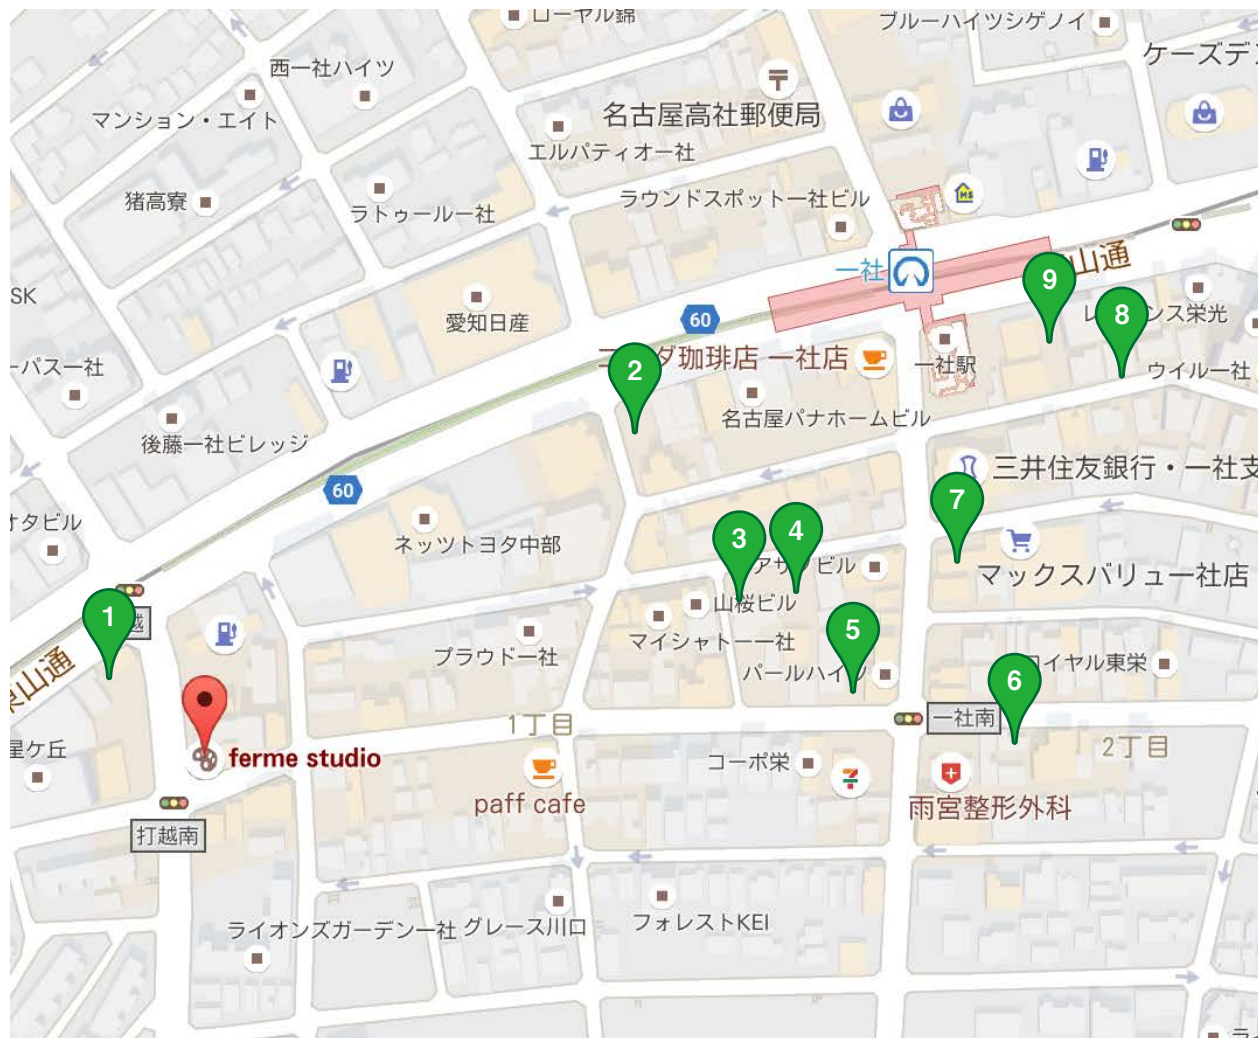 ローヤル錦
ブルーハイツシゲノイ
ケーズデ
西一社ハイツ
マンション・エイト
名古屋高社郵便局
エルパティオ一社
猪高寮
ラトゥール一社
ラウンドスポット一社ビル
HS
一社
山通
9
SK
愛知日産
60
8
ンス栄光
2
ダ珈琲店 一社店
一社駅
ーパス一社
ウイル一社
名古屋パナホームビル
後藤一社ビレッジ
三井住友銀行・一社支
60
7
オタビル
ネッツトヨタ中部
3
4
ビル
マックスバリュ一社店
1
越
山桜ビル
マイシャトー一社
5
プラウド一社
パールハイツ
6
イヤル東栄
東山通
1丁目
一社南
2丁目
星ケ丘
ferme studio
コーポ栄
7
paff cafe
雨宮整形外科
打越南
ライオンズガーデン一社
グレース川口
フォレストKEI